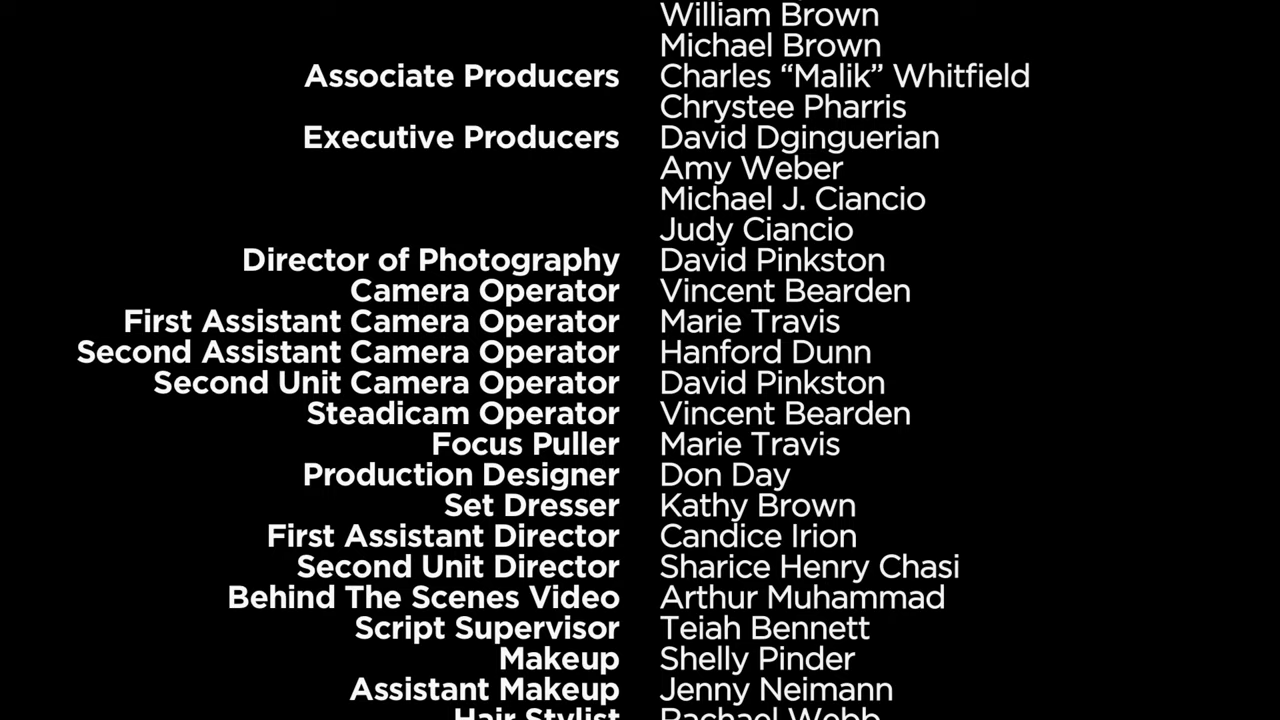 William Brown
Michael Brown
Associate Producers Charles “Malik” Whitfield
Chrystee Pharris
Executive Producers David Dginguerian
Amy Weber
Michael J. Ciancio
Judy Ciancio
Director of Photography David Pinkston
Camera Operator Vincent Bearden
First Assistant Camera Operator Marie Travis
Second Assistant Camera Operator Hanford Dunn
Second Unit Camera Operator David Pinkston
Steadicam Operator Vincent Bearden
Focus Puller Marie Travis
Production Designer Don Day
Set Dresser Kathy Brown
First Assistant Director Candice Irion
Second Unit Director Sharice Henry Chasi
Behind The Scenes Video Arthur Muhammad
Script Supervisor Teiah Bennett
Makeup Shelly Pinder
Assistant Makeup Jenny Neimann
Hair Stylist Rachael Webb